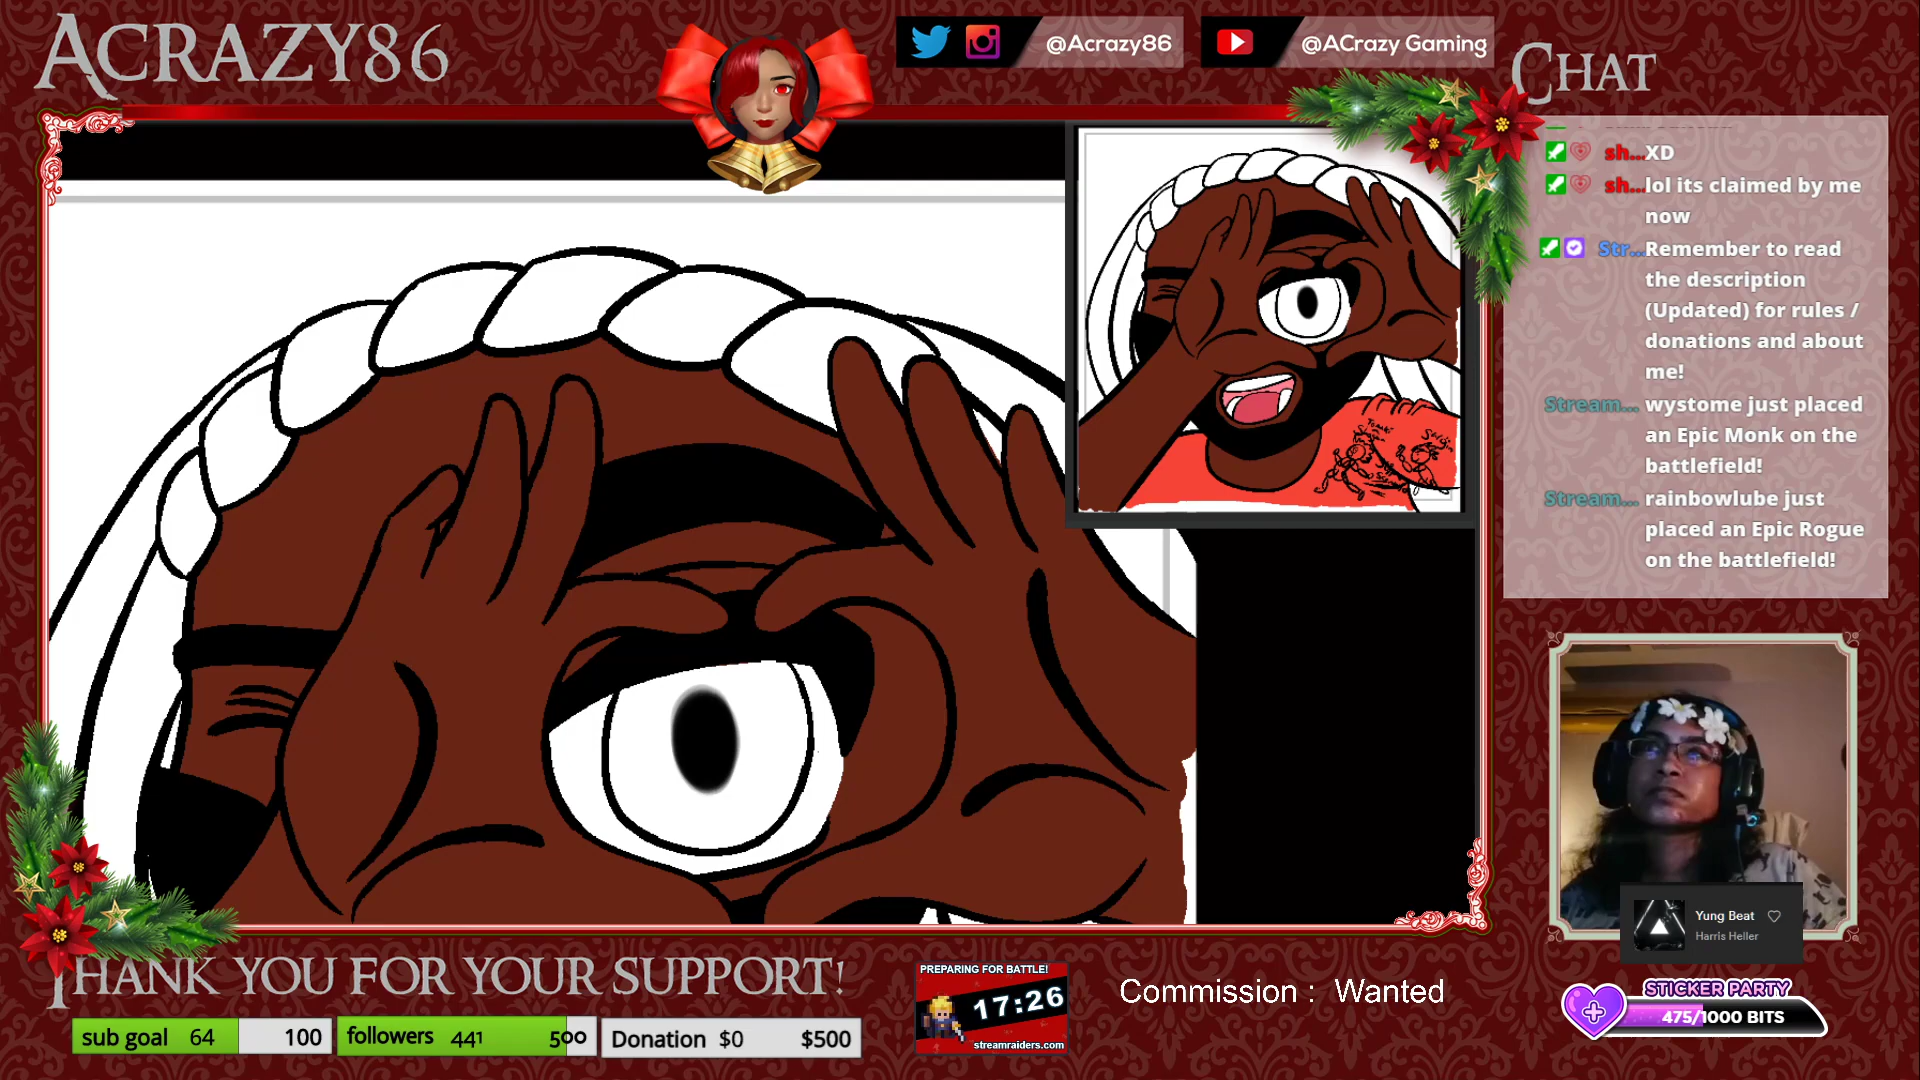 ACRAZY86
@Acrazy86
@ACrazy Gaming
CHAT
sh...XD
sh...lol its claimed by me
now
Str...Remember to read
the description
(Updated) for rules /
donations and about
me!
Stream... wystome just placed
an Epic Monk on the
battlefield!
Stream... rainbowlube just
placed an Epic Rogue
on the battlefield!
Yung Beat
Harris Heller
THANK YOU FOR YOUR SUPPORT!
sub goal 64 100
followers 441 500
Donation $0 $500
PREPARING FOR BATTLE!
17:26
streamraiders.com
Commission : Wanted
STICKER PARTY
475/1000 BITS